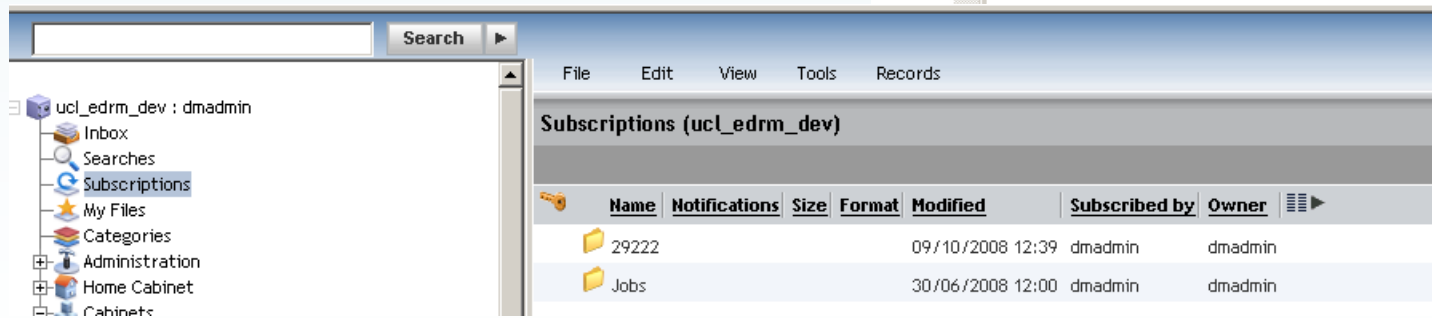 Search
ucl_edrm_dev : dmadmin
Inbox
Searches
Subscriptions
My Files
Categories
Administration
Home Cabinet
Cabinets
File Edit View Tools Records
Subscriptions (ucl_edrm_dev)
Name Notifications Size Format Modified Subscribed by Owner
29222 09/10/2008 12:39 dmadmin dmadmin
Jobs 30/06/2008 12:00 dmadmin dmadmin